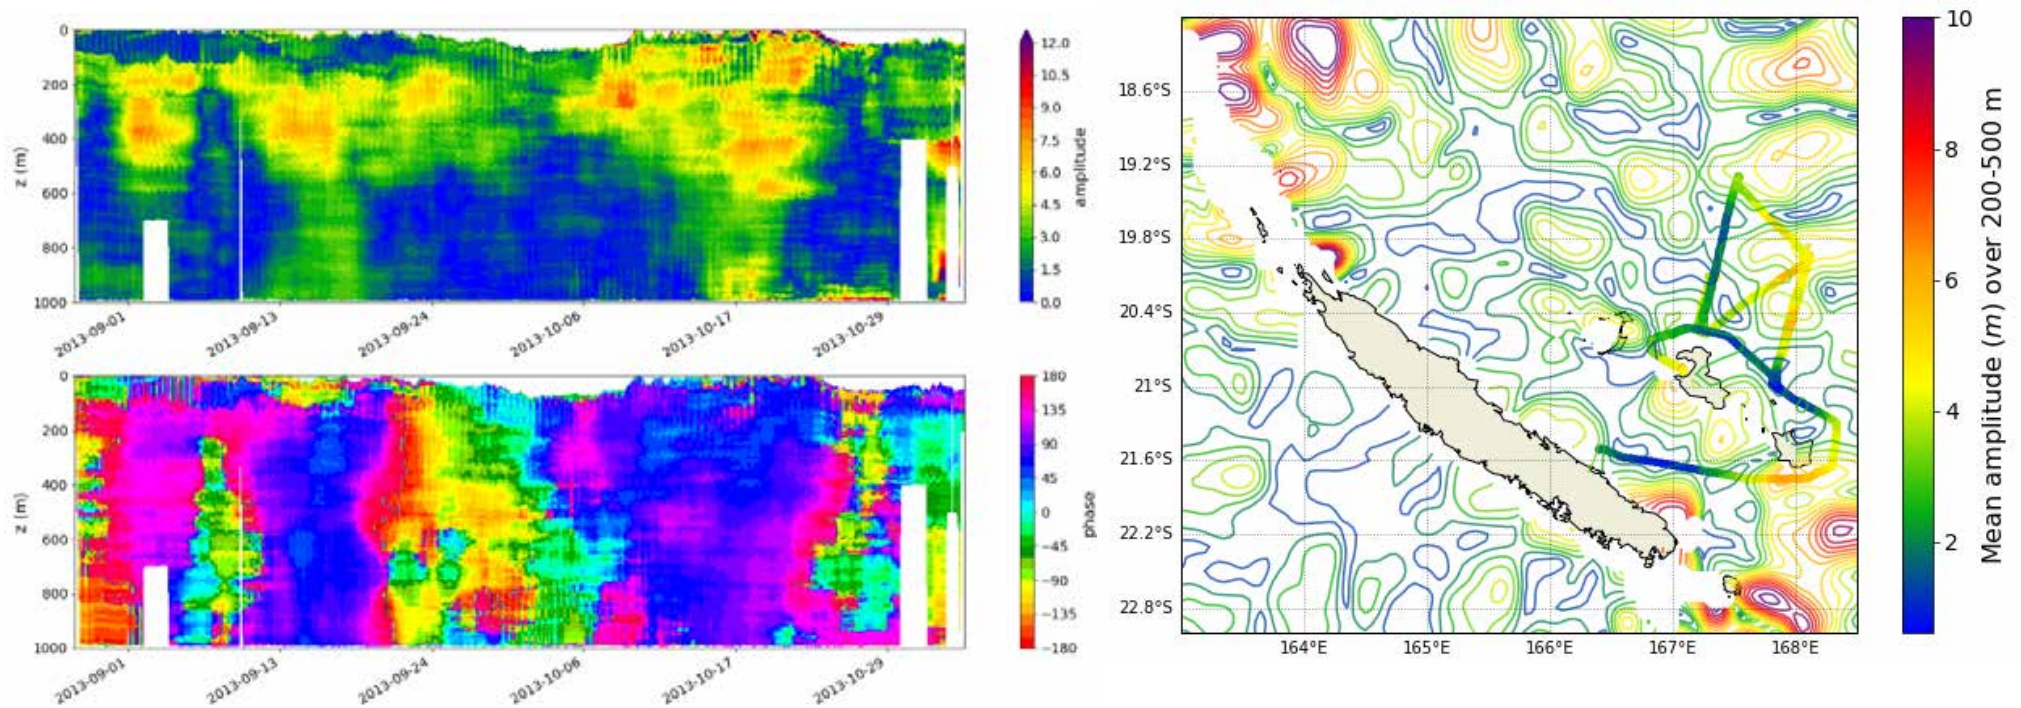 0
200
400
600
800
1000
z (m)
2013-09-01
2013-09-13
2013-09-24
2013-10-06
2013-10-17
2013-10-29
12.0
10.5
9.0
7.5
6.0
4.5
3.0
1.5
0.0
amplitude
0
200
400
600
800
1000
z (m)
2013-09-01
2013-09-13
2013-09-24
2013-10-06
2013-10-17
2013-10-29
180
135
90
45
0
−45
−90
−135
−180
phase
18.6°S
19.2°S
19.8°S
20.4°S
21°S
21.6°S
22.2°S
22.8°S
164°E
165°E
166°E
167°E
168°E
10
8
6
4
2
Mean amplitude (m) over 200-500 m